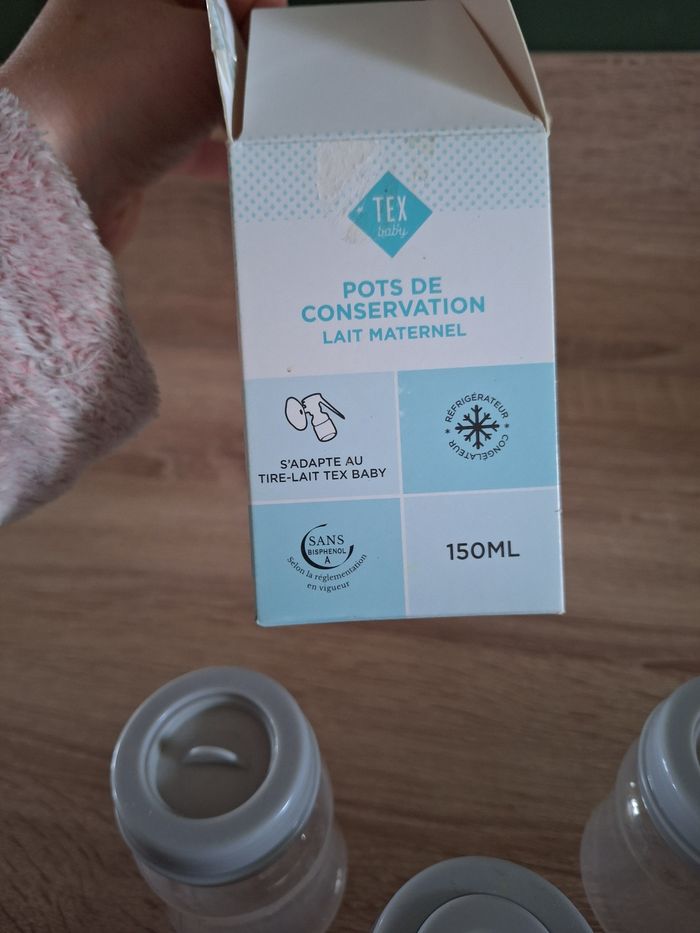 TEX
baby
POTS DE
CONSERVATION
LAIT MATERNEL
S'ADAPTE AU
TIRE-LAIT TEX BABY
RÉFRIGÉRATEUR
* CONGÉLATEUR *
SANS
BISPHENOL
A
Selon la réglementation
en vigueur
150ML